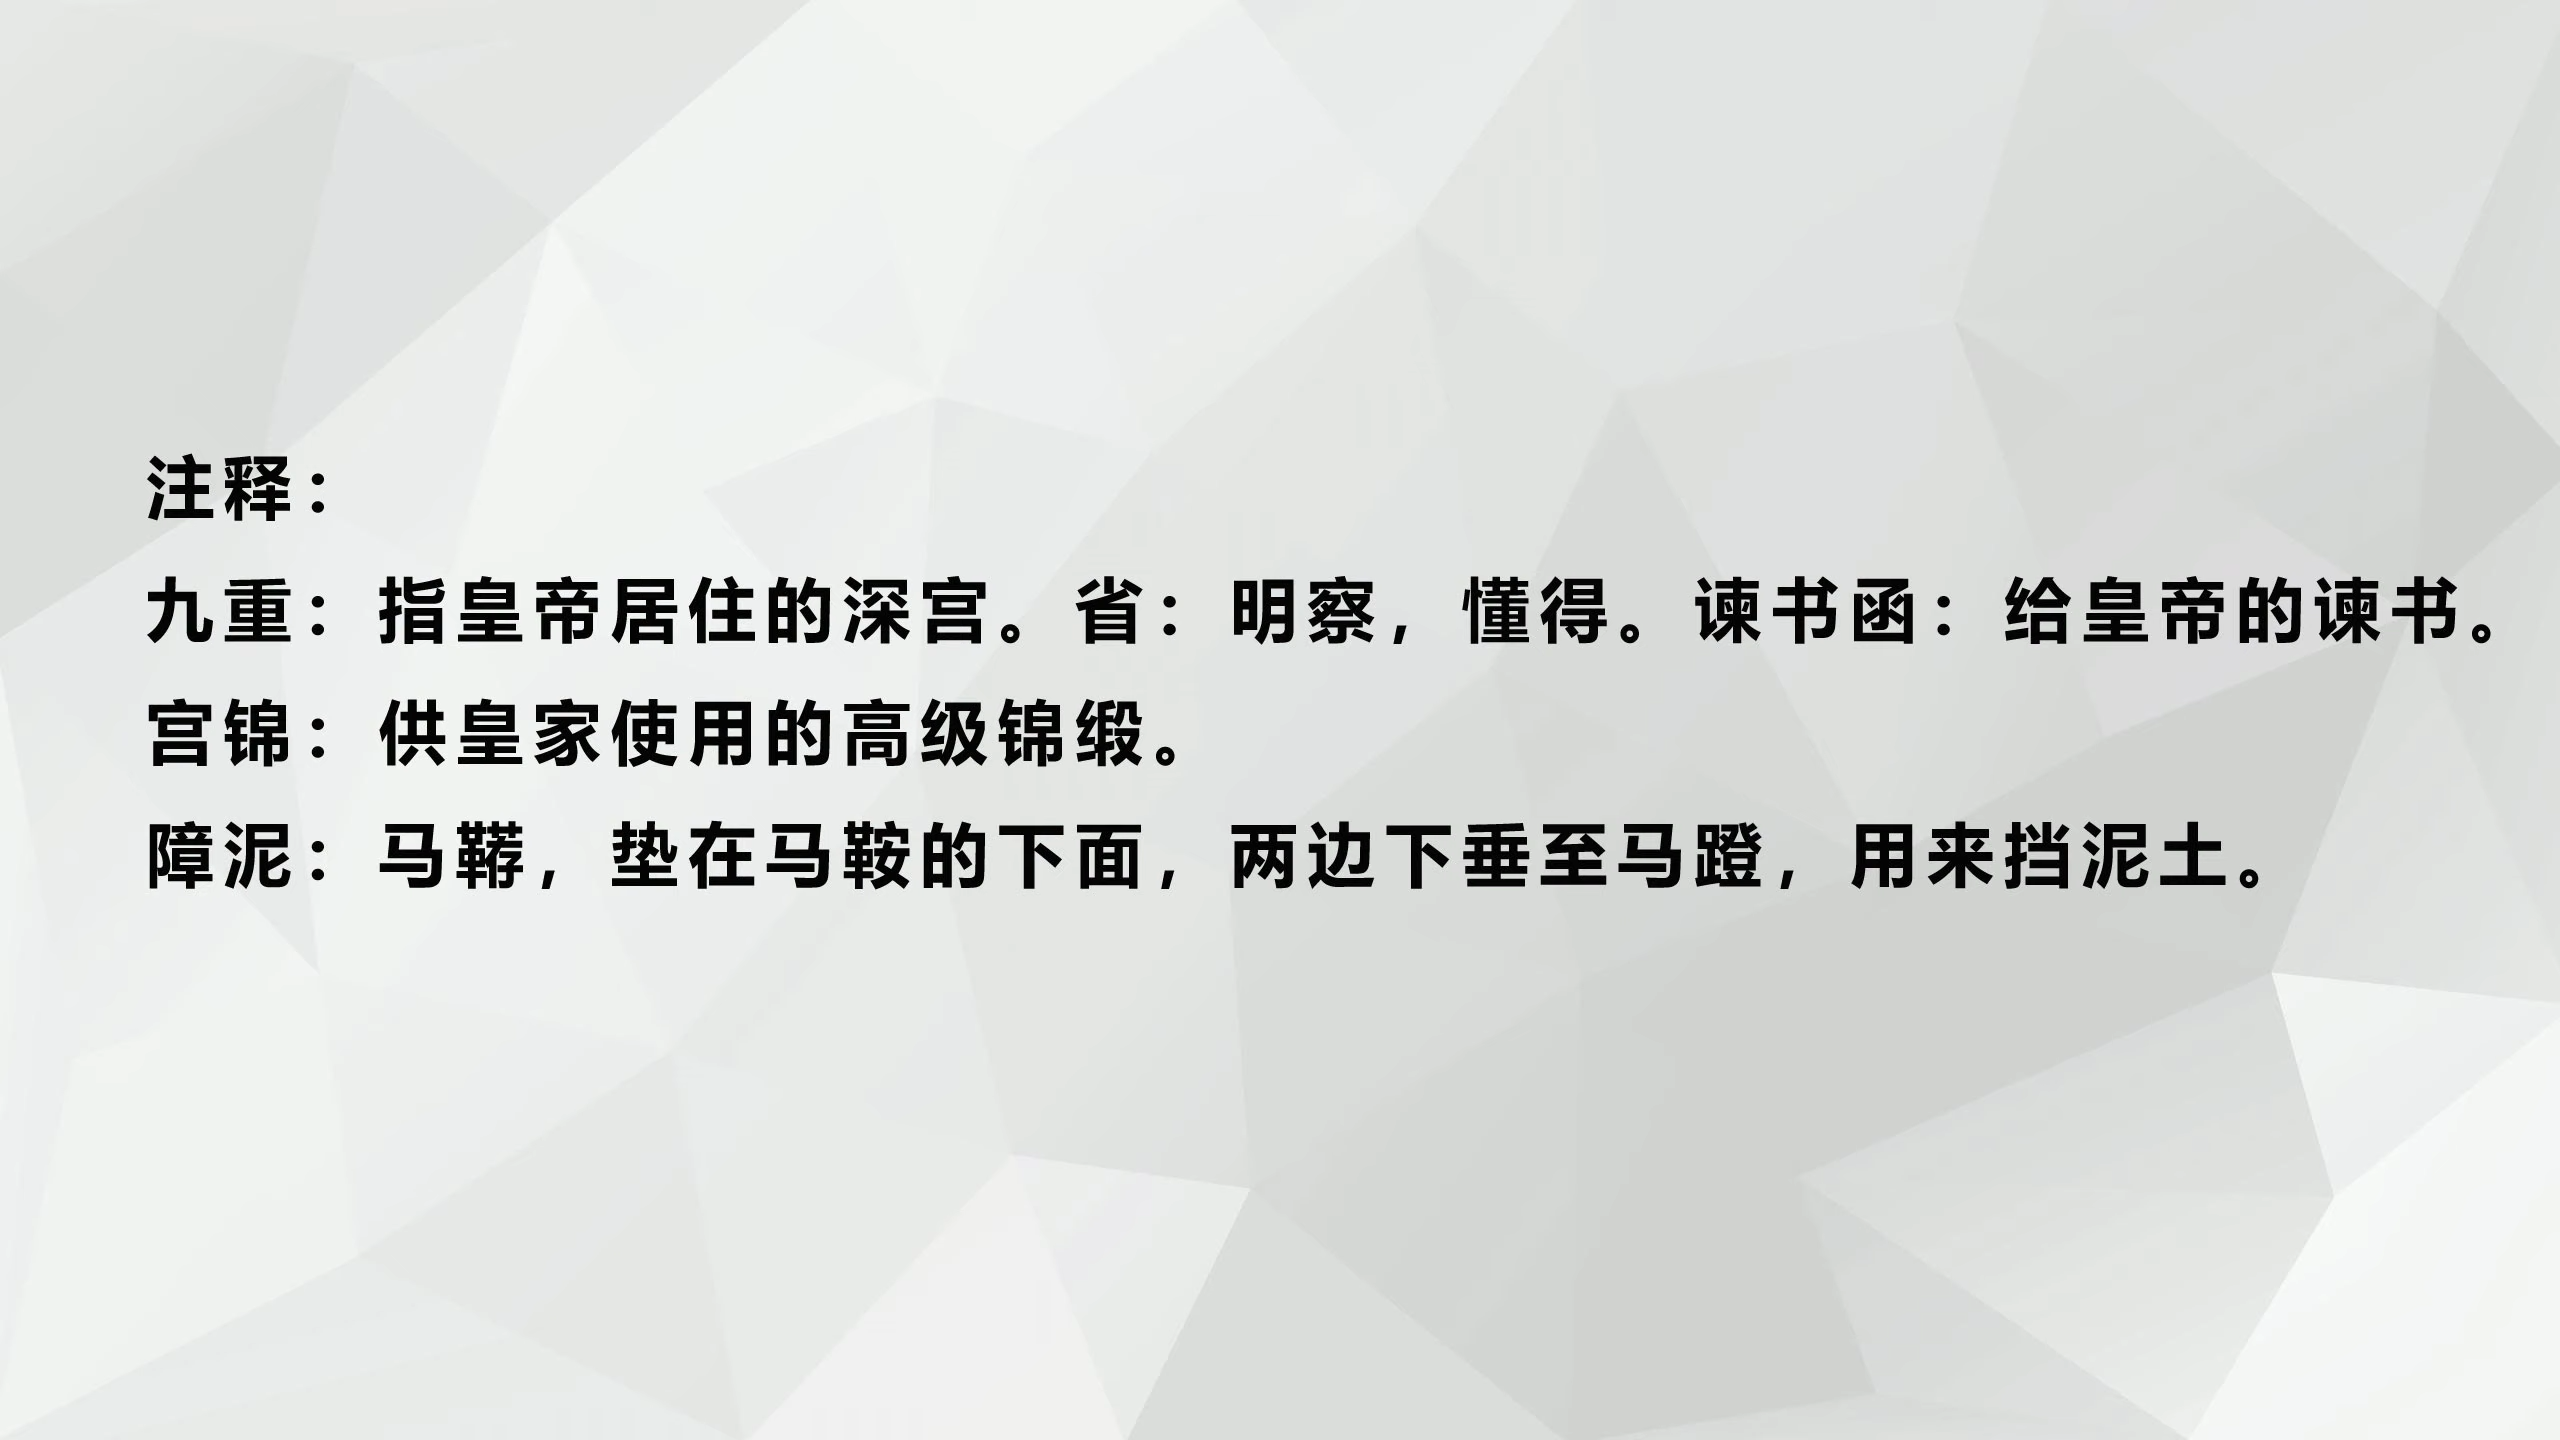 注释：
九重：指皇帝居住的深宫。省：明察，懂得。谏书函：给皇帝的谏书。
宫锦：供皇家使用的高级锦缎。
障泥：马鞯，垫在马鞍的下面，两边下垂至马蹬，用来挡泥土。